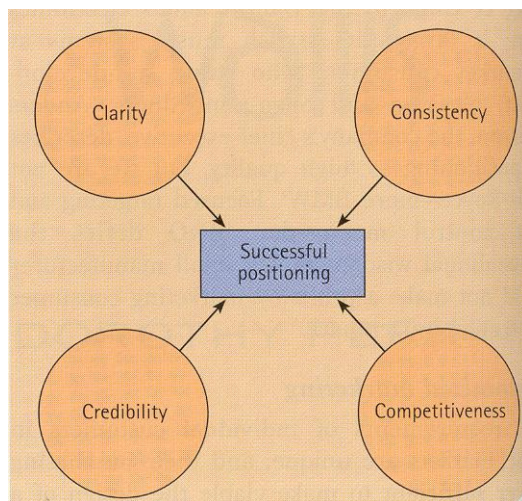 Clarity
Consistency
Successful
positioning
Credibility
Competitiveness